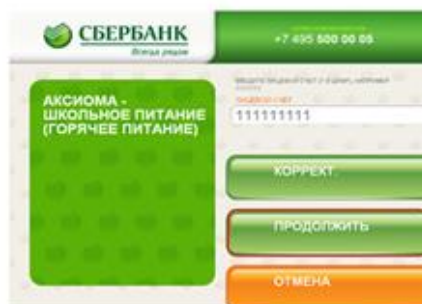 СБЕРБАНК
Всегда рядом
+7 495 500 00 05
АКСИОМА -
ШКОЛЬНОЕ ПИТАНИЕ
(ГОРЯЧЕЕ ПИТАНИЕ)
ЛИЦЕВОЙ СЧЕТ
111111111
КОРРЕКТ.
ПРОДОЛЖИТЬ
ОТМЕНА